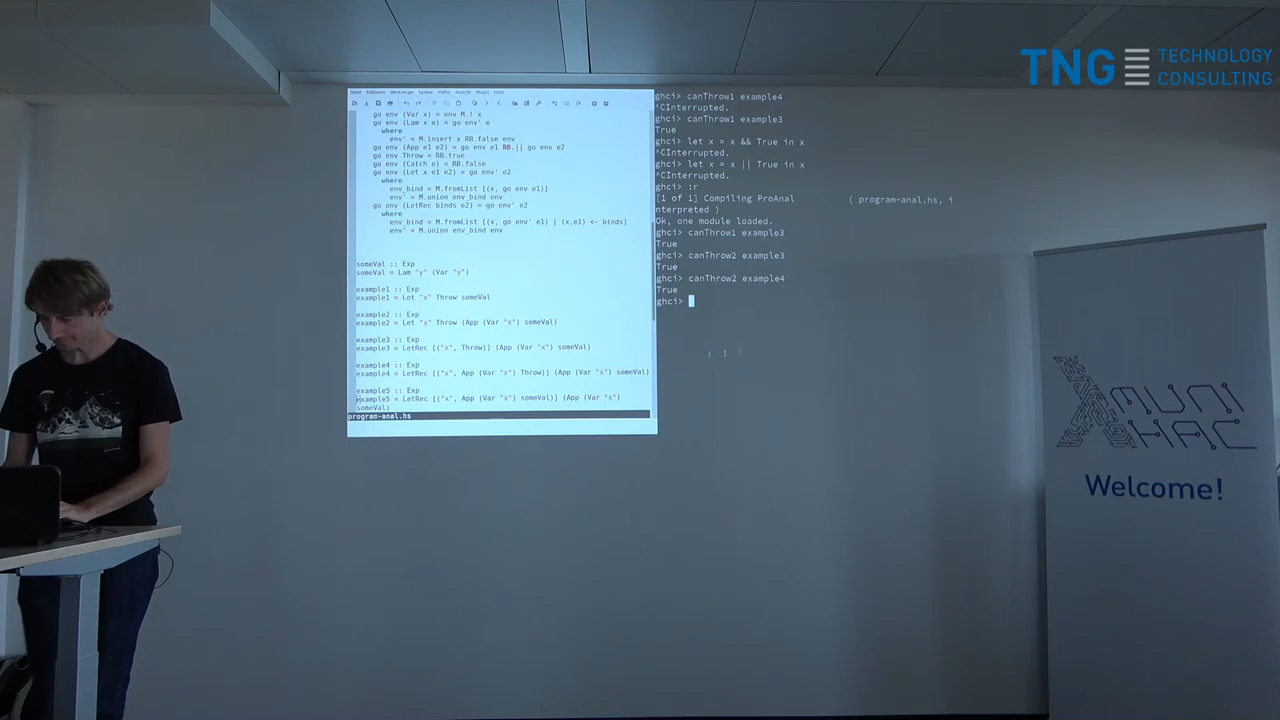 TNG TECHNOLOGY
CONSULTING
go env (Var x) = env M.! x
go env (Lam x e) = go env' e
where
env' = M.insert x RB.false env
go env (App e1 e2) = go env e1 RB.|| go env e2
go env Throw = RB.true
go env (Catch e) = RB.false
go env (Let x e1 e2) = go env' e2
where
env_bind = M.fromList [(x, go env e1)]
env' = M.union env_bind env
go env (LetRec binds e2) = go env' e2
where
env_bind = M.fromList [(x, go env' e1) | (x,e1) <- binds]
env' = M.union env_bind env
someVal :: Exp
someVal = Lam "y" (Var "y")
example1 :: Exp
example1 = Let "x" Throw someVal
example2 :: Exp
example2 = Let "x" Throw (App (Var "x") someVal)
example3 :: Exp
example3 = LetRec [("x", Throw)] (App (Var "x") someVal)
example4 :: Exp
example4 = LetRec [("x", App (Var "x") Throw)] (App (Var "x") someVal)
example5 :: Exp
example5 = LetRec [("x", App (Var "x") someVal)] (App (Var "x")
someVal)
program-anal.hs
ghci> canThrow1 example4
^CInterrupted.
ghci> canThrow1 example3
True
ghci> let x = x && True in x
^CInterrupted.
ghci> let x = x || True in x
^CInterrupted.
ghci> :r
[1 of 1] Compiling ProAnal ( program-anal.hs, i
nterpreted )
Ok, one module loaded.
ghci> canThrow1 example3
True
ghci> canThrow2 example3
True
ghci> canThrow2 example4
True
ghci>
MUNI
HAC
Welcome!